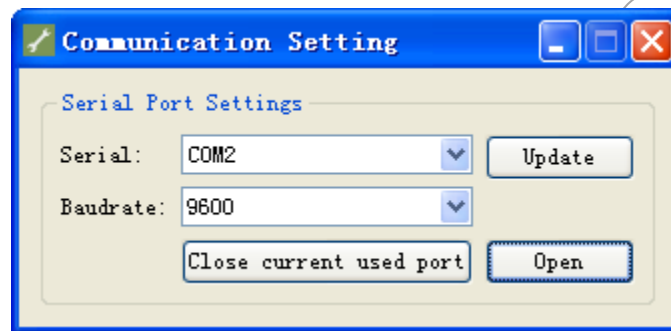 Communication Setting
Serial Port Settings
Serial: COM2 Update
Baudrate: 9600
Close current used port Open